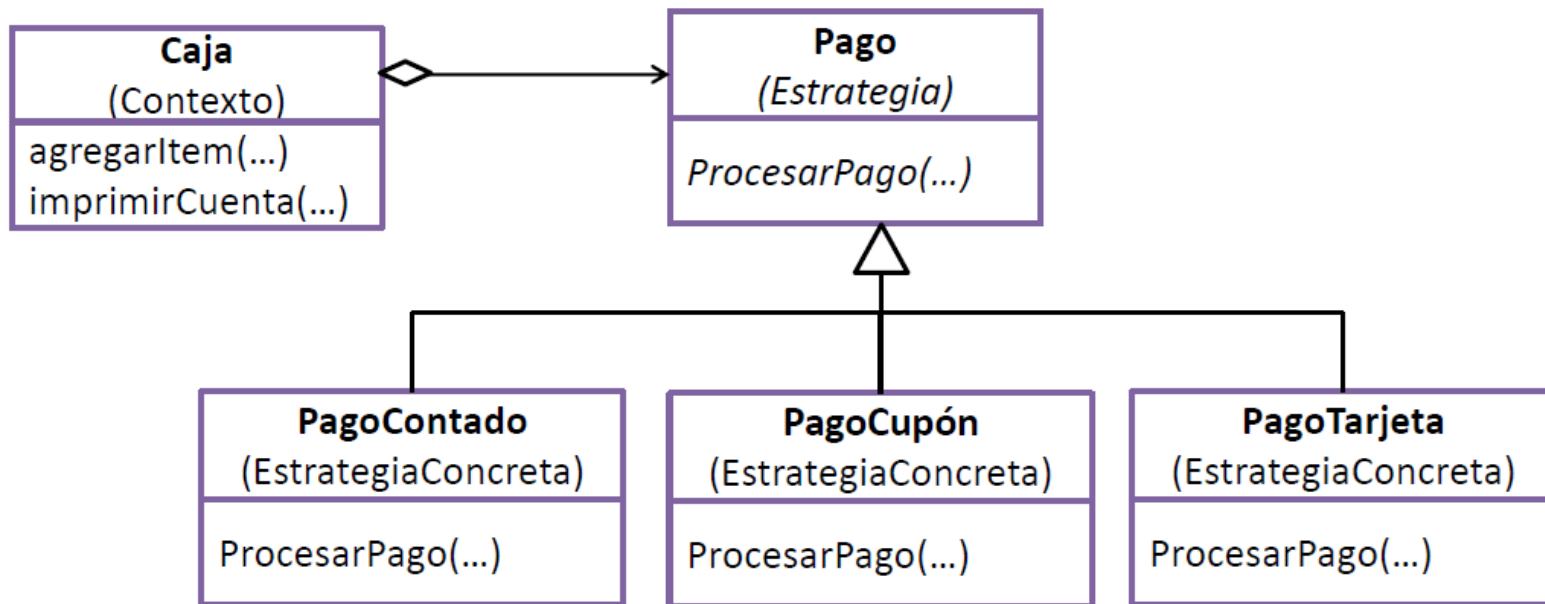 Caja
(Contexto)
agregarItem(...)
imprimirCuenta(...)
Pago
(Estrategia)
ProcesarPago(...)
PagoContado
(EstrategiaConcreta)
ProcesarPago(...)
PagoCupón
(EstrategiaConcreta)
ProcesarPago(...)
PagoTarjeta
(EstrategiaConcreta)
ProcesarPago(...)